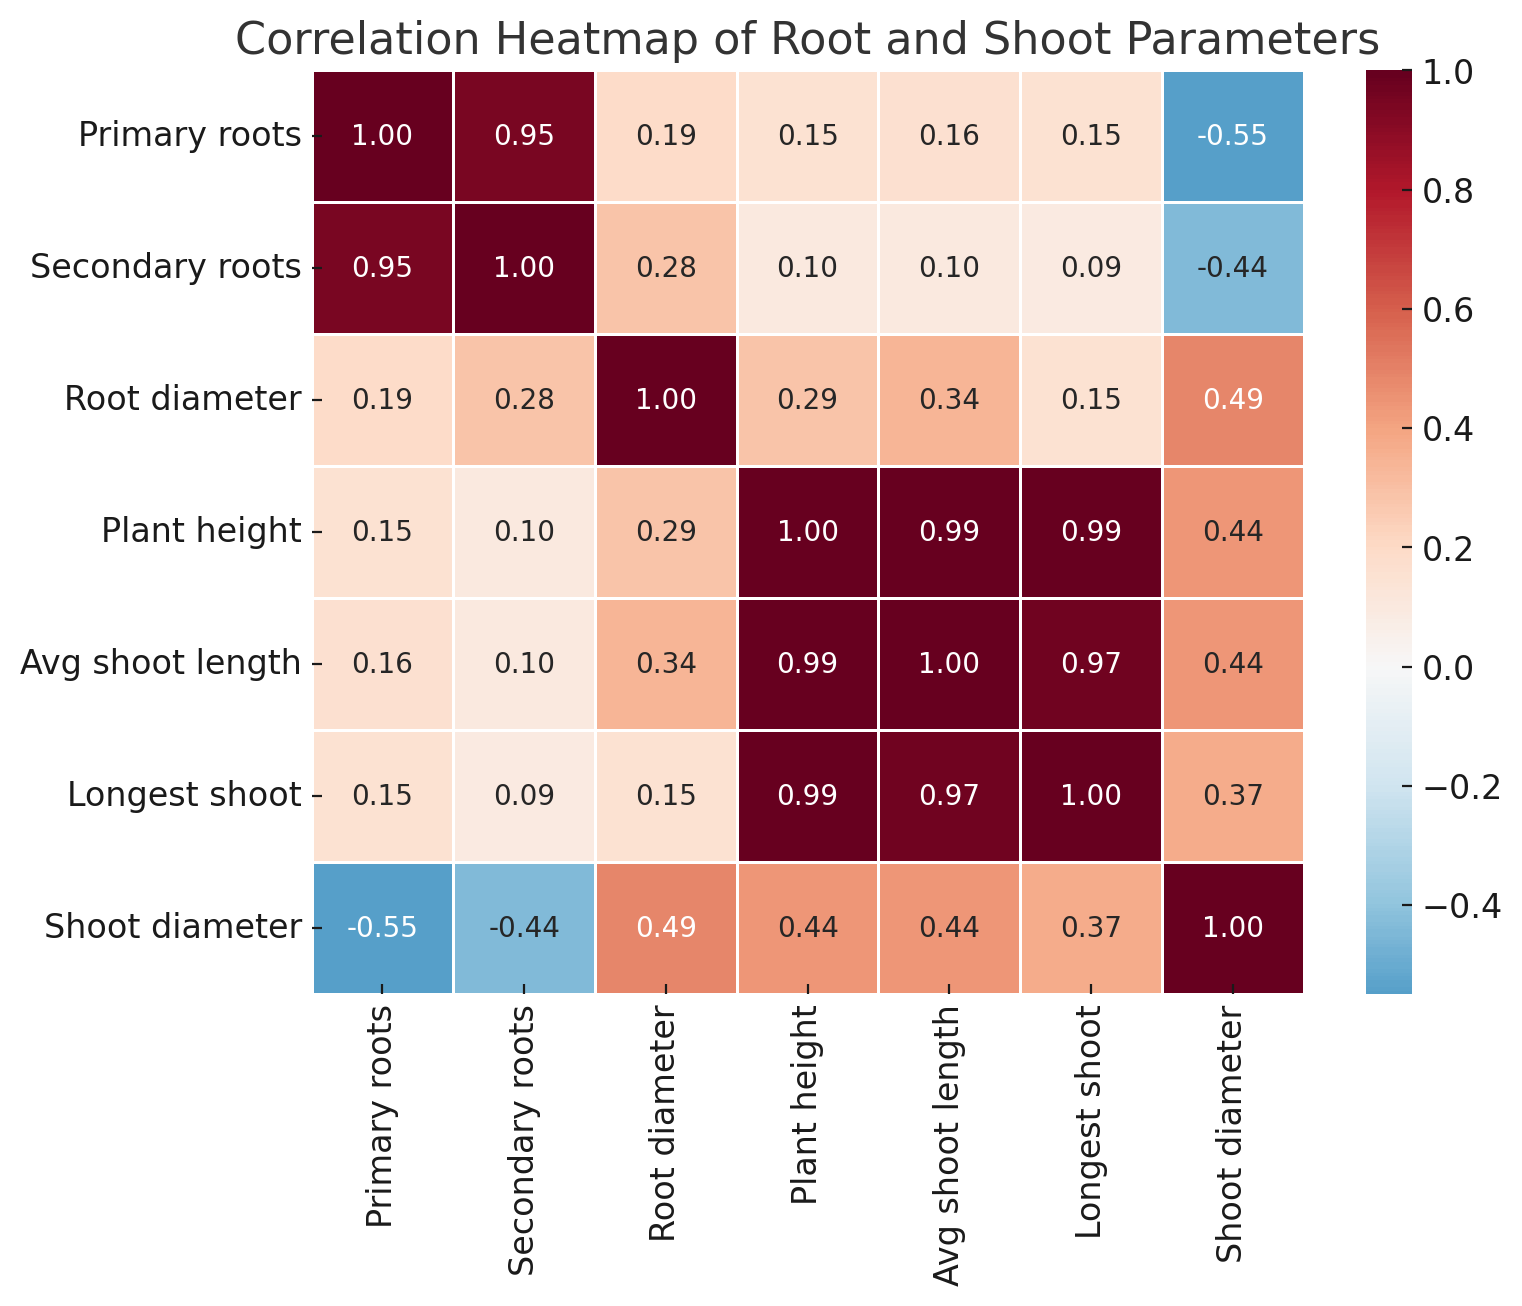 Correlation Heatmap of Root and Shoot Parameters
Primary roots 1.00 0.95 0.19 0.15 0.16 0.15 -0.55
Secondary roots 0.95 1.00 0.28 0.10 0.10 0.09 -0.44
Root diameter 0.19 0.28 1.00 0.29 0.34 0.15 0.49
Plant height 0.15 0.10 0.29 1.00 0.99 0.99 0.44
Avg shoot length 0.16 0.10 0.34 0.99 1.00 0.97 0.44
Longest shoot 0.15 0.09 0.15 0.99 0.97 1.00 0.37
Shoot diameter -0.55 -0.44 0.49 0.44 0.44 0.37 1.00
Primary roots
Secondary roots
Root diameter
Plant height
Avg shoot length
Longest shoot
Shoot diameter
1.0
0.8
0.6
0.4
0.2
0.0
−0.2
−0.4